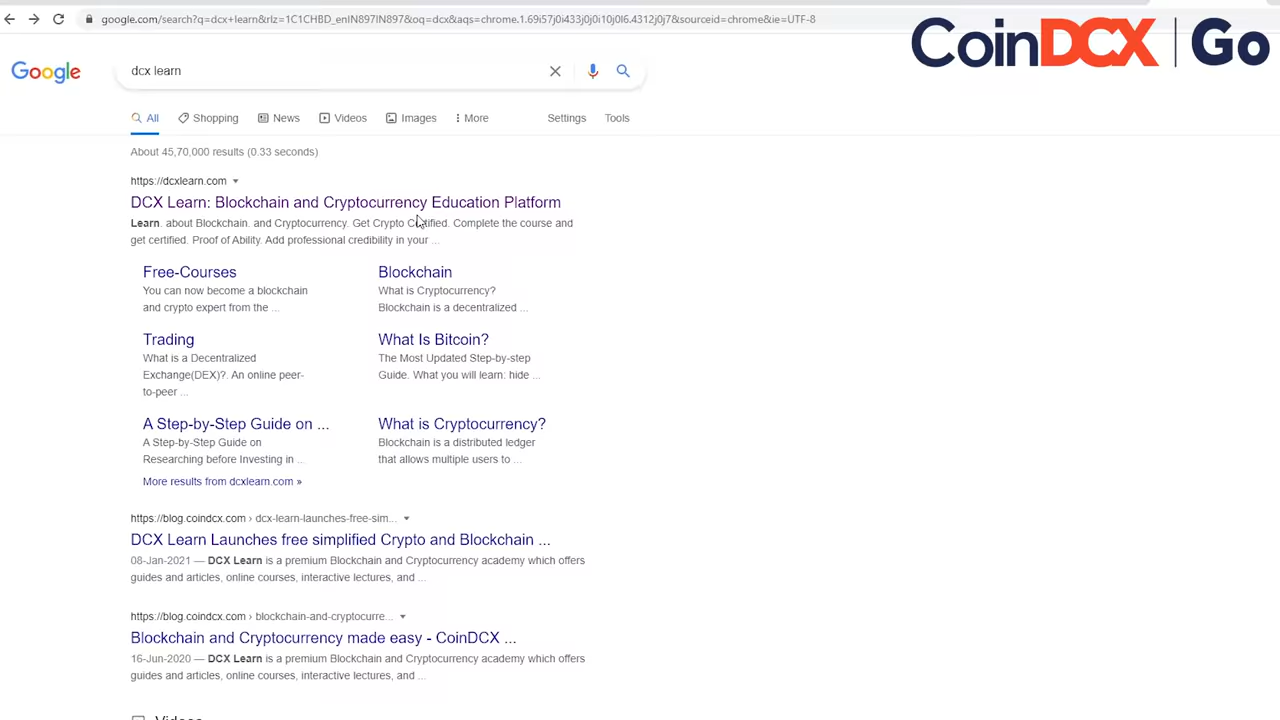 google.com/search?q=dcx+learn&rlz=1C1CHBD_enIN897IN897&oq=dcx&aqs=chrome.1.69i57j0i433j0j0i10j0l6.4312j0j7&sourceid=chrome&ie=UTF-8
CoinDCX | Go
Google
dcx learn
All
Shopping
News
Videos
Images
More
Settings
Tools
About 45,70,000 results (0.33 seconds)
https://dcxlearn.com
DCX Learn: Blockchain and Cryptocurrency Education Platform
Learn. about Blockchain. and Cryptocurrency. Get Crypto Certified. Complete the course and
get certified. Proof of Ability. Add professional credibility in your ...
Free-Courses
You can now become a blockchain
and crypto expert from the ...
Blockchain
What is Cryptocurrency?
Blockchain is a decentralized ...
Trading
What is a Decentralized
Exchange(DEX)?. An online peer-
to-peer ...
What Is Bitcoin?
The Most Updated Step-by-step
Guide. What you will learn: hide ...
A Step-by-Step Guide on ...
A Step-by-Step Guide on
Researching before Investing in ...
What is Cryptocurrency?
Blockchain is a distributed ledger
that allows multiple users to ...
More results from dcxlearn.com »
https://blog.coindcx.com › dcx-learn-launches-free-sim...
DCX Learn Launches free simplified Crypto and Blockchain ...
08-Jan-2021 — DCX Learn is a premium Blockchain and Cryptocurrency academy which offers
guides and articles, online courses, interactive lectures, and ...
https://blog.coindcx.com › blockchain-and-cryptocurre...
Blockchain and Cryptocurrency made easy - CoinDCX ...
16-Jun-2020 — DCX Learn is a premium Blockchain and Cryptocurrency academy which offers
guides and articles, online courses, interactive lectures, and ...
Videos